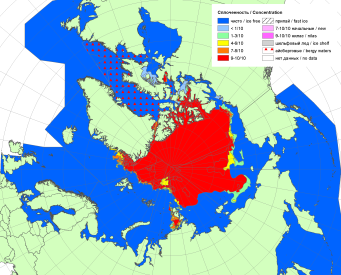 Сплоченность / Concentration
чисто / ice free
припай / fast ice
< 1/10
7-10/10 начальные / new
1-3/10
9-10/10 нилас / nilas
4-6/10
шельфовый лед / ice shelf
7-8/10
айсберговые / bergy waters
9-10/10
нет данных / no data